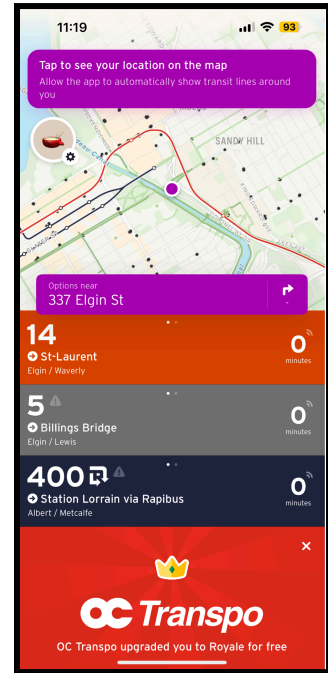 11:19
93
Tap to see your location on the map
Allow the app to automatically show transit lines around
you
SANDY HILL
Options near
337 Elgin St
14
St-Laurent
Elgin / Waverly
0
minutes
5
Billings Bridge
Elgin / Lewis
0
minutes
400 R
Station Lorrain via Rapibus
Albert / Metcalfe
0
minutes
OC Transpo
OC Transpo upgraded you to Royale for free